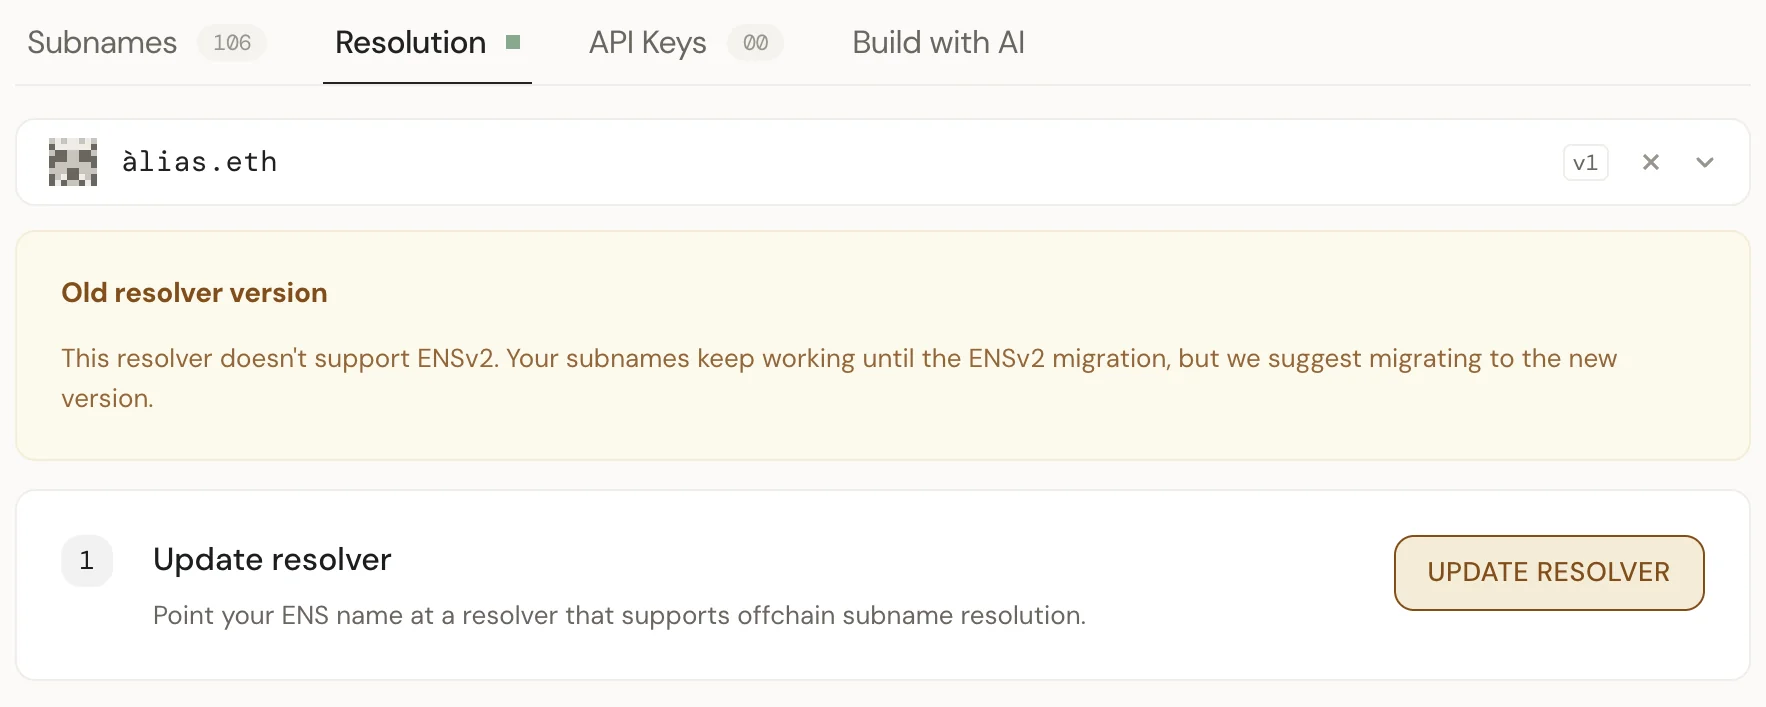 Subnames 106 Resolution API Keys 00 Build with AI
àlias.eth v1
Old resolver version
This resolver doesn't support ENSv2. Your subnames keep working until the ENSv2 migration, but we suggest migrating to the new
version.
1 Update resolver UPDATE RESOLVER
Point your ENS name at a resolver that supports offchain subname resolution.